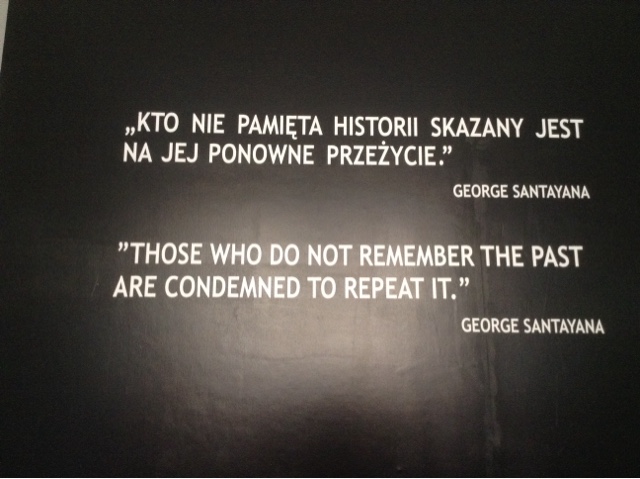 „KTO NIE PAMIĘTA HISTORII SKAZANY JEST
NA JEJ PONOWNE PRZEŻYCIE.”
GEORGE SANTAYANA
”THOSE WHO DO NOT REMEMBER THE PAST
ARE CONDEMNED TO REPEAT IT.”
GEORGE SANTAYANA